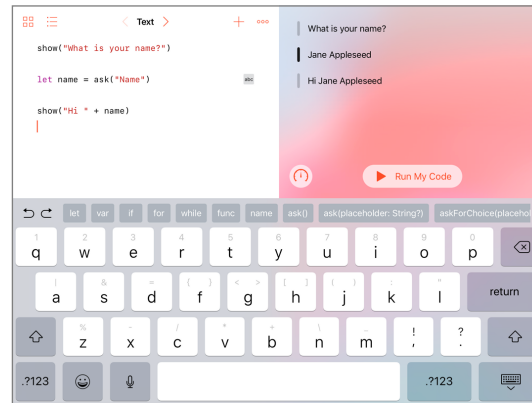 Text
show("What is your name?")
let name = ask("Name")
abc
show("Hi " + name)
What is your name?
Jane Appleseed
Hi Jane Appleseed
Run My Code
let var if for while func name ask() ask(placeholder: String?) askForChoice(placehol
1 2 3 4 5 6 7 8 9 0
q w e r t y u i o p
| & = { } < > [ ] ( ) : "
a s d f g h j k l return
% - / * + \ _ ! ?
z x c v b n m , .
.?123 .?123